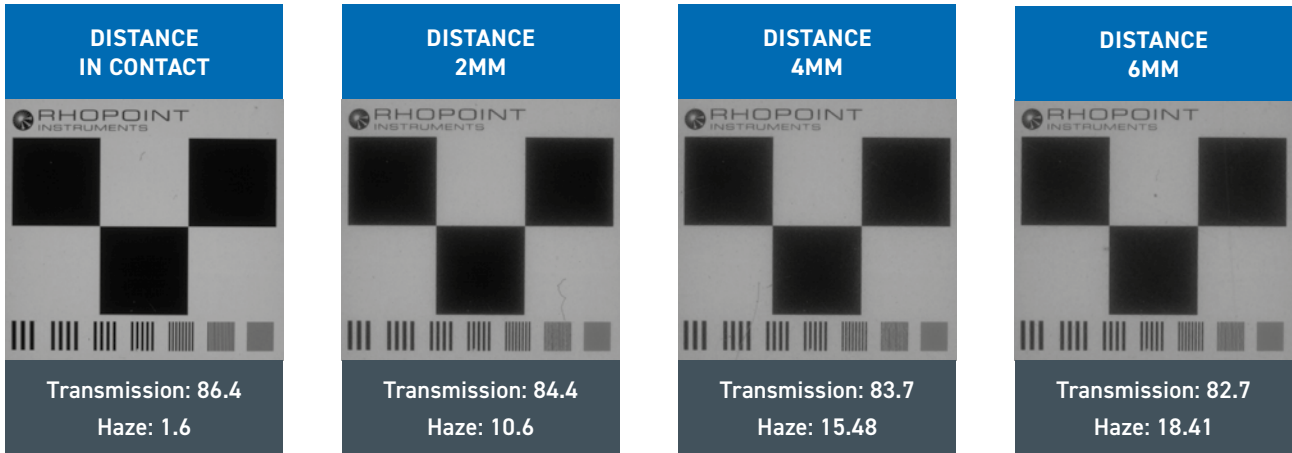 DISTANCE
IN CONTACT
RHOPOINT
INSTRUMENTS
Transmission: 86.4
Haze: 1.6
DISTANCE
2MM
RHOPOINT
INSTRUMENTS
Transmission: 84.4
Haze: 10.6
DISTANCE
4MM
RHOPOINT
INSTRUMENTS
Transmission: 83.7
Haze: 15.48
DISTANCE
6MM
RHOPOINT
INSTRUMENTS
Transmission: 82.7
Haze: 18.41